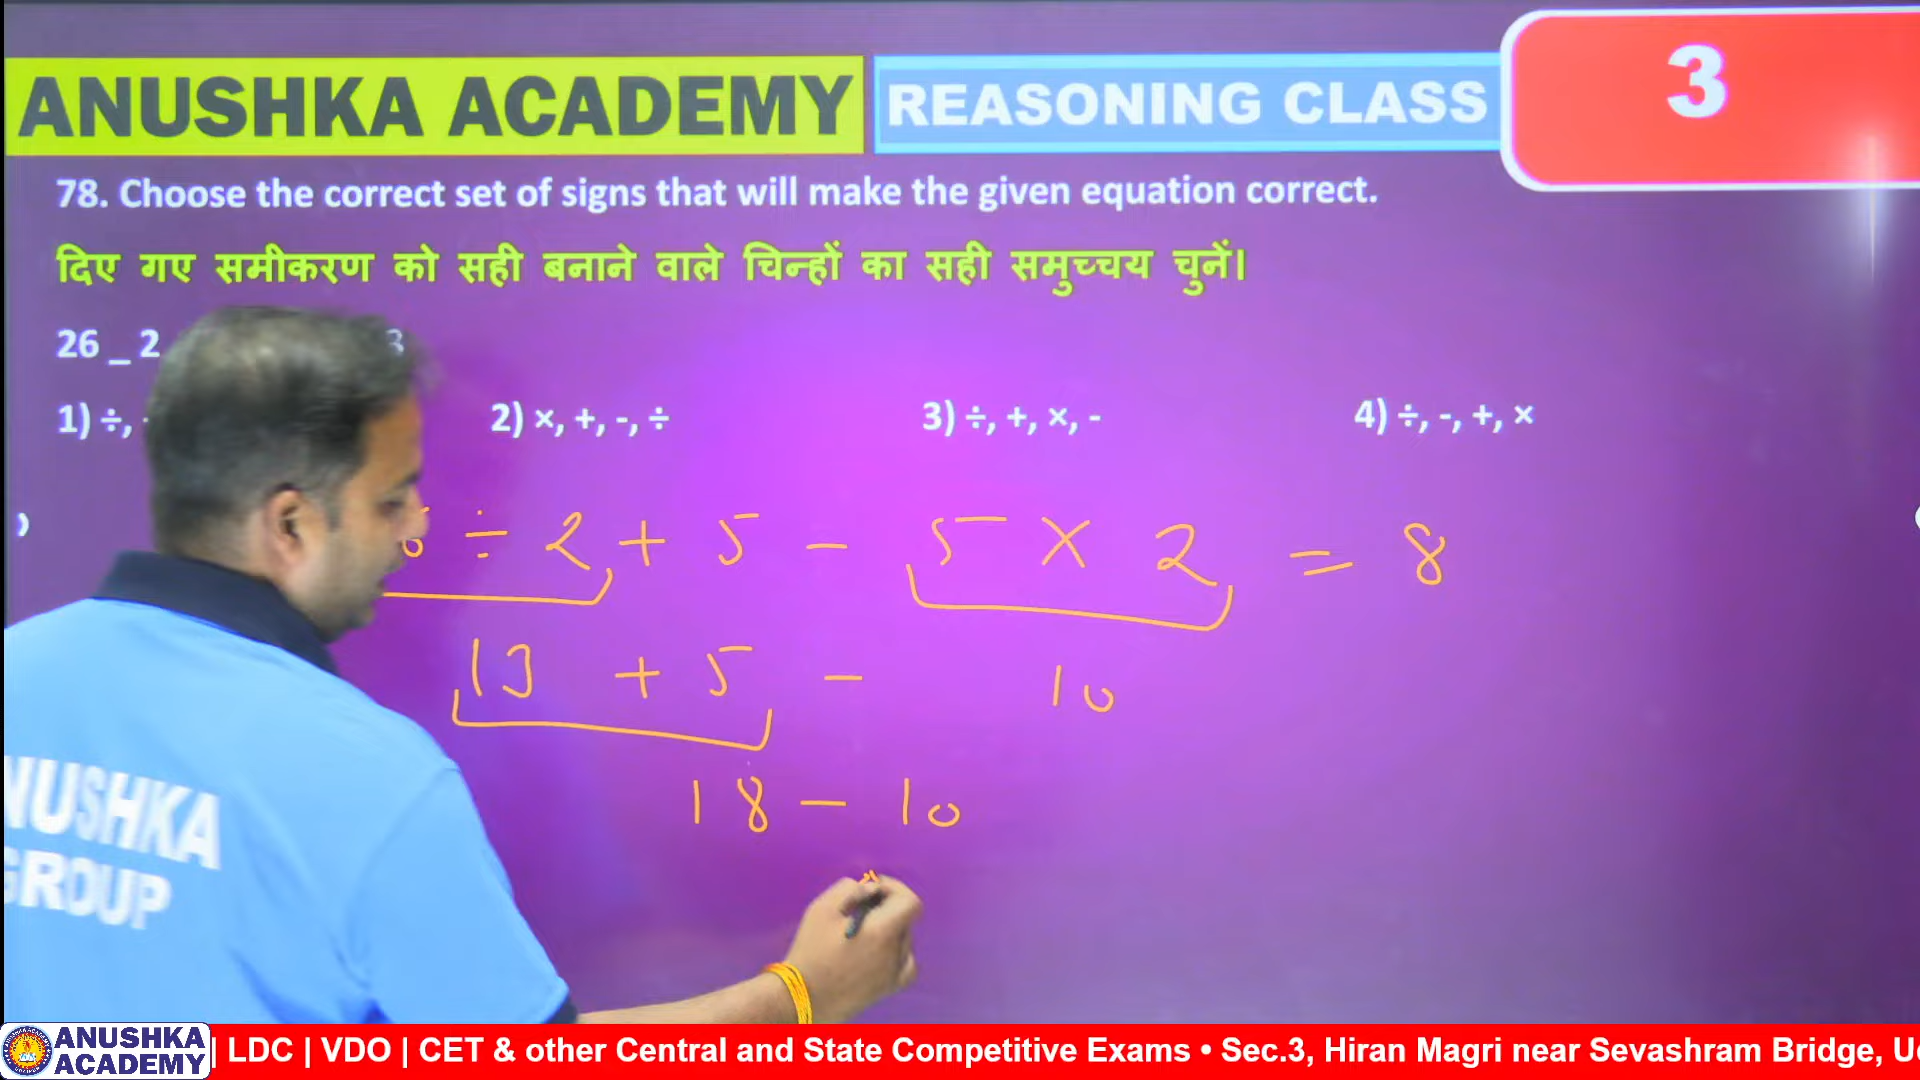 ANUSHKA ACADEMY
REASONING CLASS
3
78. Choose the correct set of signs that will make the given equation correct.
दिए गए समीकरण को सही बनाने वाले चिन्हों का सही समुच्चय चुनें।
26 _ 2
1) ÷,
2) ×, +, -, ÷
3) ÷, +, ×, -
4) ÷, -, +, ×
÷ 2 + 5 - 5 × 2 = 8
13 + 5 - 10
18 - 10
NUSHKA
GROUP
ANUSHKA
ACADEMY
| LDC | VDO | CET & other Central and State Competitive Exams • Sec.3, Hiran Magri near Sevashram Bridge,